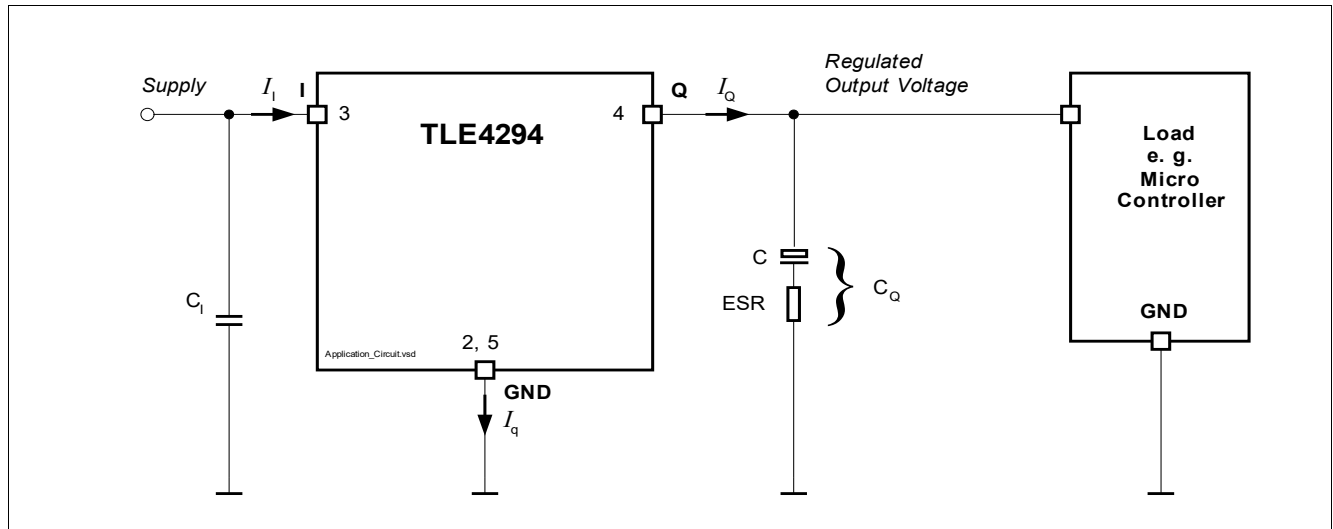 Supply
I_I
I
3
TLE4294
4
Q
I_Q
Regulated
Output Voltage
Load
e. g.
Micro
Controller
GND
C_I
C
ESR
C_Q
2, 5
Application_Circuit.vsd
GND
I_q